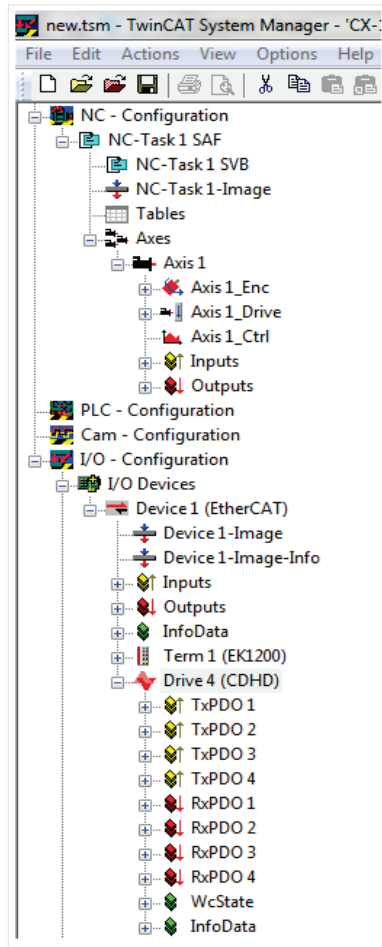 new.tsm - TwinCAT System Manager - 'CX-
File Edit Actions View Options Help
NC - Configuration
NC-Task 1 SAF
NC-Task 1 SVB
NC-Task 1-Image
Tables
Axes
Axis 1
Axis 1_Enc
Axis 1_Drive
Axis 1_Ctrl
Inputs
Outputs
PLC - Configuration
Cam - Configuration
I/O - Configuration
I/O Devices
Device 1 (EtherCAT)
Device 1-Image
Device 1-Image-Info
Inputs
Outputs
InfoData
Term 1 (EK1200)
Drive 4 (CDHD)
TxPDO 1
TxPDO 2
TxPDO 3
TxPDO 4
RxPDO 1
RxPDO 2
RxPDO 3
RxPDO 4
WcState
InfoData